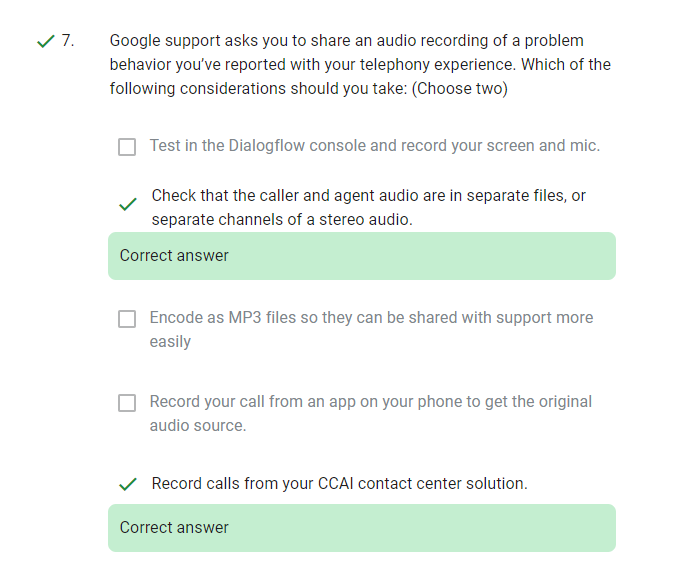 7. Google support asks you to share an audio recording of a problem
behavior you've reported with your telephony experience. Which of the
following considerations should you take: (Choose two)
Test in the Dialogflow console and record your screen and mic.
Check that the caller and agent audio are in separate files, or
separate channels of a stereo audio.
Correct answer
Encode as MP3 files so they can be shared with support more
easily
Record your call from an app on your phone to get the original
audio source.
Record calls from your CCAI contact center solution.
Correct answer